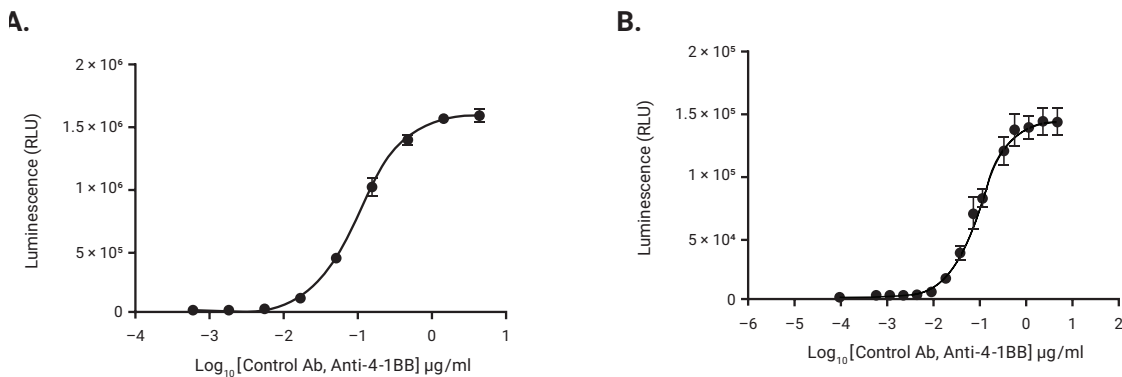 A.
Luminescence (RLU)
2 × 10⁶
1.5 × 10⁶
1 × 10⁶
5 × 10⁵
0
−4 −3 −2 −1 0 1
Log₁₀[Control Ab, Anti-4-1BB] µg/ml
B.
Luminescence (RLU)
2 × 10⁵
1.5 × 10⁵
1 × 10⁵
5 × 10⁴
0
−6 −5 −4 −3 −2 −1 0 1 2
Log₁₀[Control Ab, Anti-4-1BB] µg/ml